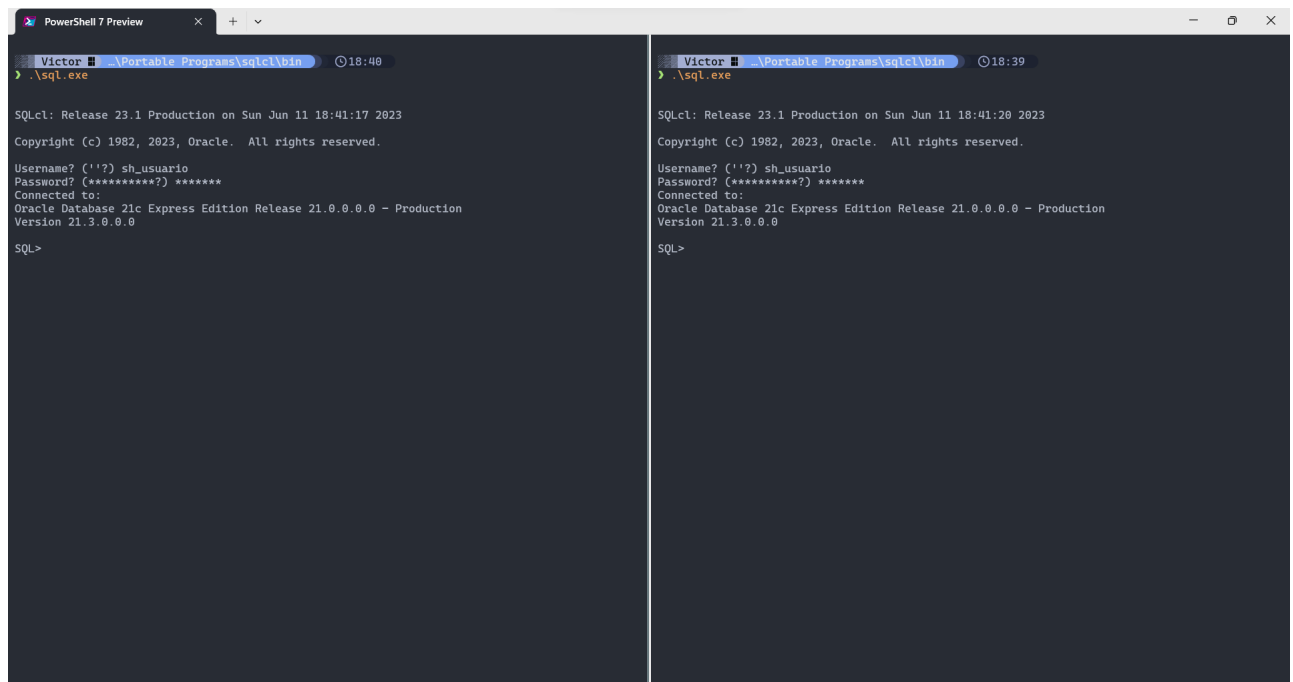 PowerShell 7 Preview
Victor …\Portable Programs\sqlcl\bin 18:40
❯ .\sql.exe
SQLcl: Release 23.1 Production on Sun Jun 11 18:41:17 2023
Copyright (c) 1982, 2023, Oracle.  All rights reserved.
Username? (''?) sh_usuario
Password? (**********?) *******
Connected to:
Oracle Database 21c Express Edition Release 21.0.0.0.0 - Production
Version 21.3.0.0.0
SQL>
Victor …\Portable Programs\sqlcl\bin 18:39
❯ .\sql.exe
SQLcl: Release 23.1 Production on Sun Jun 11 18:41:20 2023
Copyright (c) 1982, 2023, Oracle.  All rights reserved.
Username? (''?) sh_usuario
Password? (**********?) *******
Connected to:
Oracle Database 21c Express Edition Release 21.0.0.0.0 - Production
Version 21.3.0.0.0
SQL>